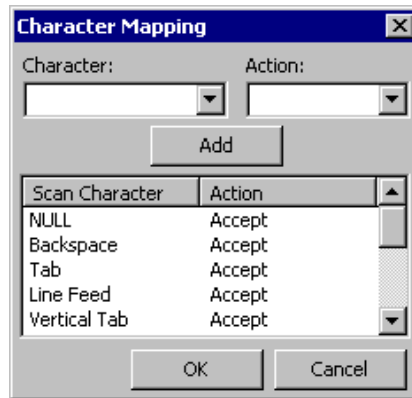 Character Mapping
Character: Action:
Add
Scan Character Action
NULL Accept
Backspace Accept
Tab Accept
Line Feed Accept
Vertical Tab Accept
OK Cancel